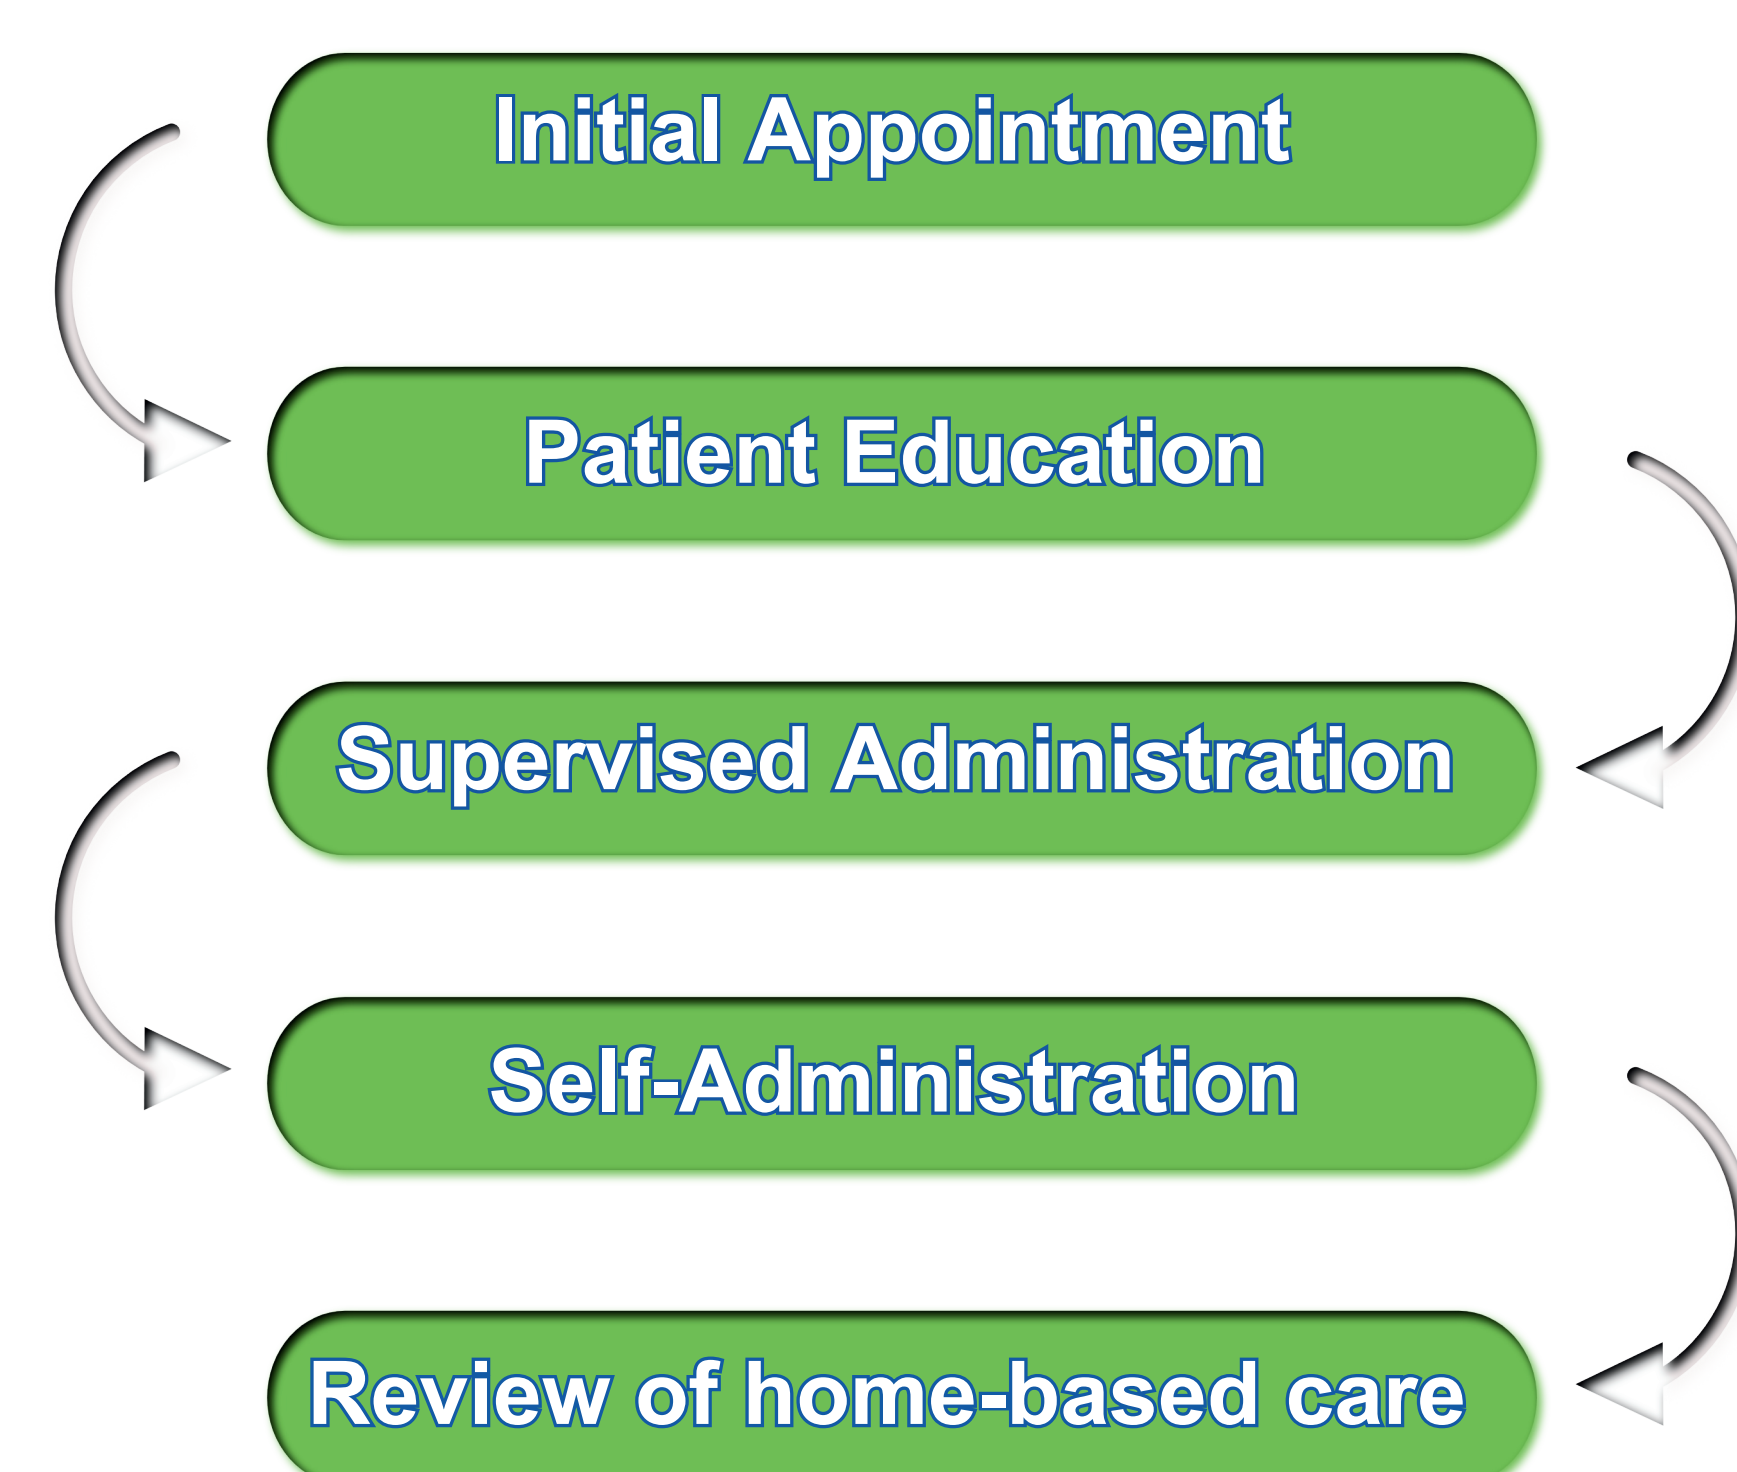 Initial Appointment
Patient Education
Supervised Administration
Self-Administration
Review of home-based care